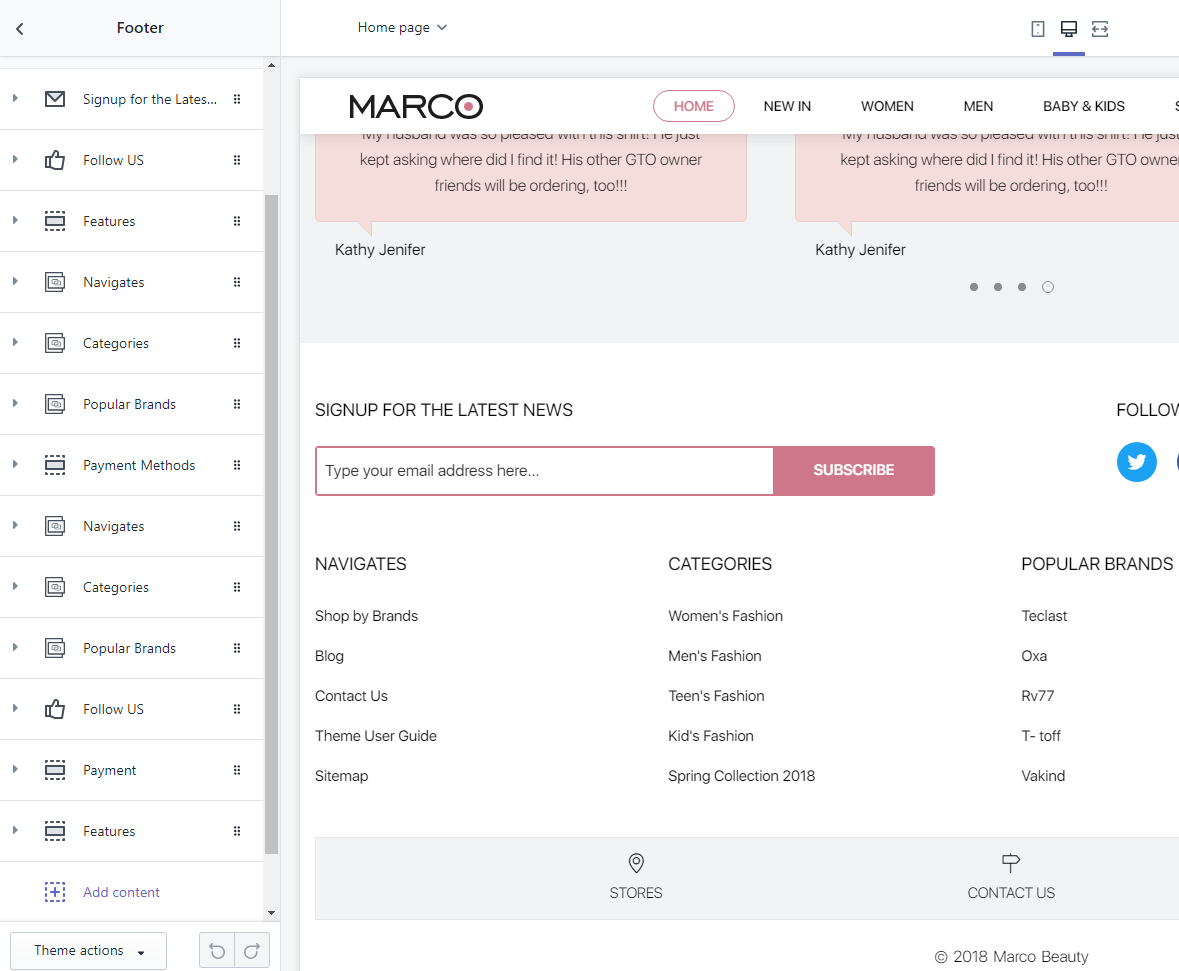 Footer
Signup for the Lates...
Follow US
Features
Navigates
Categories
Popular Brands
Payment Methods
Navigates
Categories
Popular Brands
Follow US
Payment
Features
Add content
Theme actions
Home page
MARCO
HOME NEW IN WOMEN MEN BABY & KIDS
My husband was so pleased with this shirt! He just
kept asking where did I find it! His other GTO owner
friends will be ordering, too!!!
Kathy Jenifer
My husband was so pleased with this shirt! He just
kept asking where did I find it! His other GTO owner
friends will be ordering, too!!!
Kathy Jenifer
SIGNUP FOR THE LATEST NEWS
Type your email address here...
SUBSCRIBE
FOLLOW
NAVIGATES
Shop by Brands
Blog
Contact Us
Theme User Guide
Sitemap
CATEGORIES
Women's Fashion
Men's Fashion
Teen's Fashion
Kid's Fashion
Spring Collection 2018
POPULAR BRANDS
Teclast
Oxa
Rv77
T- toff
Vakind
STORES
CONTACT US
© 2018 Marco Beauty